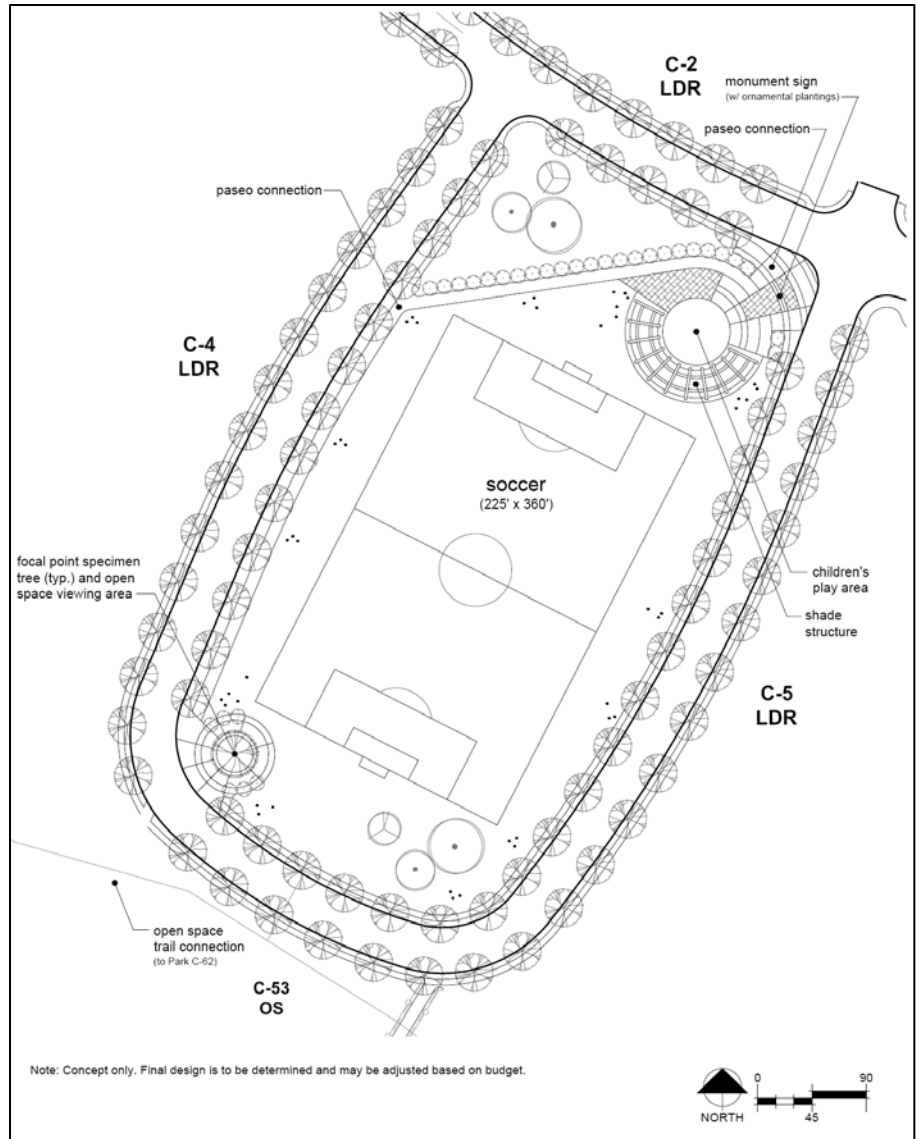 C-2
LDR
monument sign
(w/ ornamental plantings)
paseo connection
paseo connection
C-4
LDR
soccer
(225' x 360')
focal point specimen
tree (typ.) and open
space viewing area
children's
play area
shade
structure
C-5
LDR
open space
trail connection
(to Park C-62)
C-53
OS
Note: Concept only. Final design is to be determined and may be adjusted based on budget.
NORTH
0
90
45